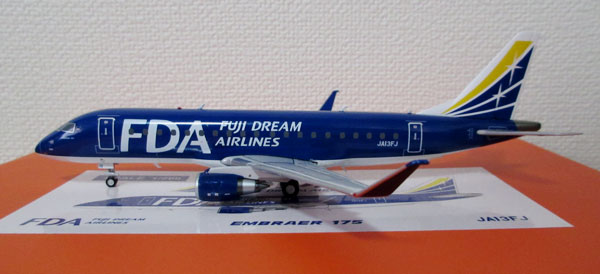 FDA FUJI DREAM
AIRLINES
JA13FJ
FDA FUJI DREAM
AIRLINES
EMBRAER 175
JA13FJ